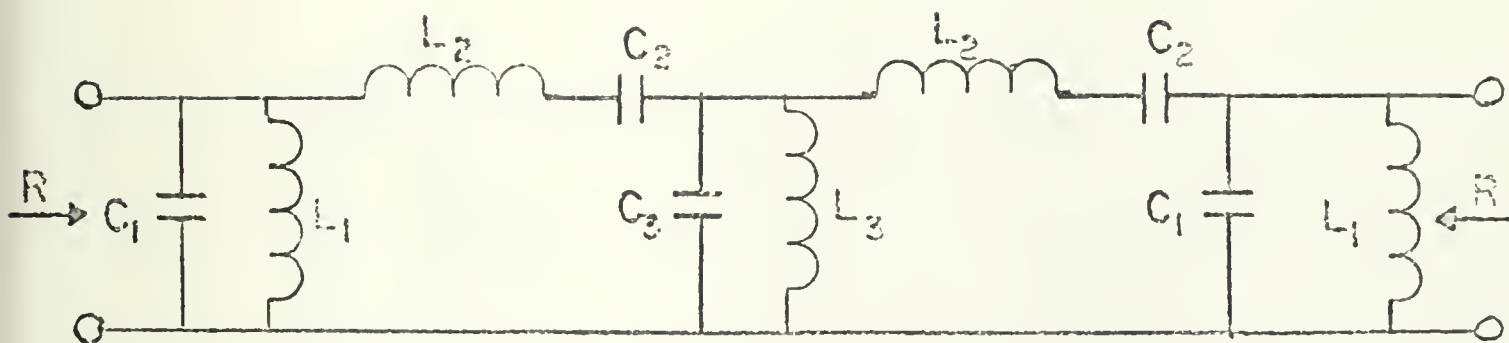 L₂ C₂ L₂ C₂
R C₁ L₁ C₃ L₃ C₁ L₁ R